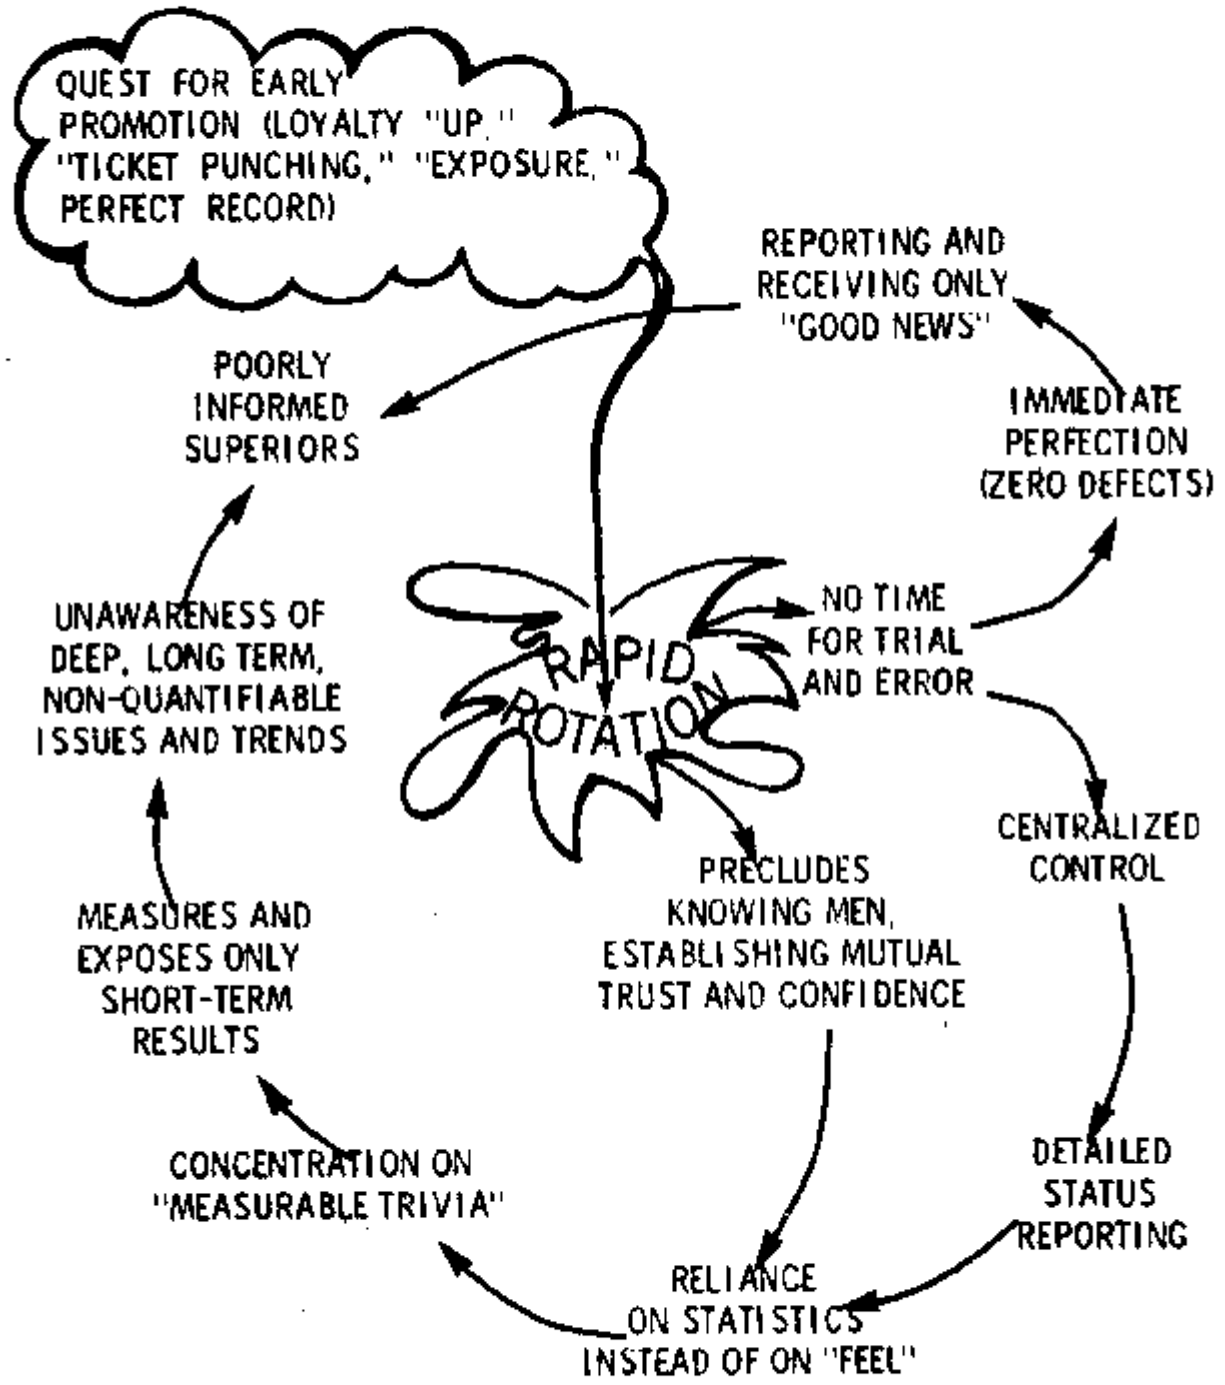 QUEST FOR EARLY
PROMOTION (LOYALTY "UP,"
"TICKET PUNCHING," "EXPOSURE,"
PERFECT RECORD)
REPORTING AND
RECEIVING ONLY
"GOOD NEWS"
POORLY
INFORMED
SUPERIORS
IMMEDIATE
PERFECTION
(ZERO DEFECTS)
RAPID
ROTATION
NO TIME
FOR TRIAL
AND ERROR
UNAWARENESS OF
DEEP, LONG TERM,
NON-QUANTIFIABLE
ISSUES AND TRENDS
CENTRALIZED
CONTROL
PRECLUDES
KNOWING MEN,
ESTABLISHING MUTUAL
TRUST AND CONFIDENCE
MEASURES AND
EXPOSES ONLY
SHORT-TERM
RESULTS
DETAILED
STATUS
REPORTING
CONCENTRATION ON
"MEASURABLE TRIVIA"
RELIANCE
ON STATISTICS
INSTEAD OF ON "FEEL"